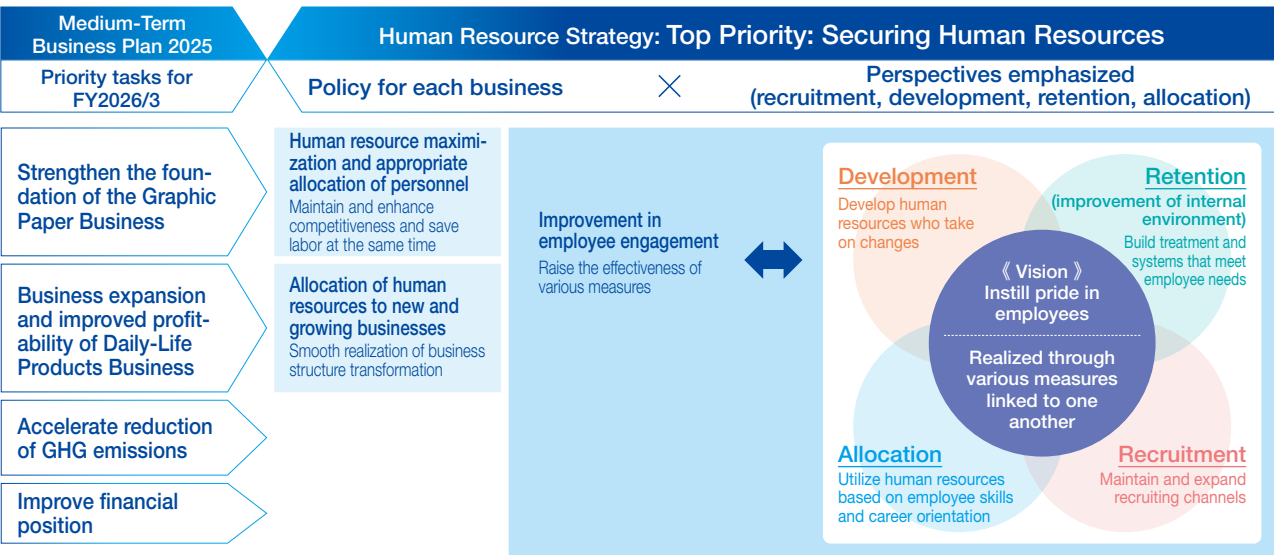 Medium-Term
Business Plan 2025
Human Resource Strategy: Top Priority: Securing Human Resources
Priority tasks for
FY2026/3
Policy for each business
×
Perspectives emphasized
(recruitment, development, retention, allocation)
Strengthen the foun-
dation of the Graphic
Paper Business
Human resource maximi-
zation and appropriate
allocation of personnel
Maintain and enhance
competitiveness and save
labor at the same time
Business expansion
and improved profit-
ability of Daily-Life
Products Business
Allocation of human
resources to new and
growing businesses
Smooth realization of business
structure transformation
Accelerate reduction
of GHG emissions
Improve financial
position
Improvement in
employee engagement
Raise the effectiveness of
various measures
Development
Develop human
resources who take
on changes
Retention
(improvement of internal
environment)
Build treatment and
systems that meet
employee needs
《 Vision 》
Instill pride in
employees
Realized through
various measures
linked to one
another
Allocation
Utilize human resources
based on employee skills
and career orientation
Recruitment
Maintain and expand
recruiting channels